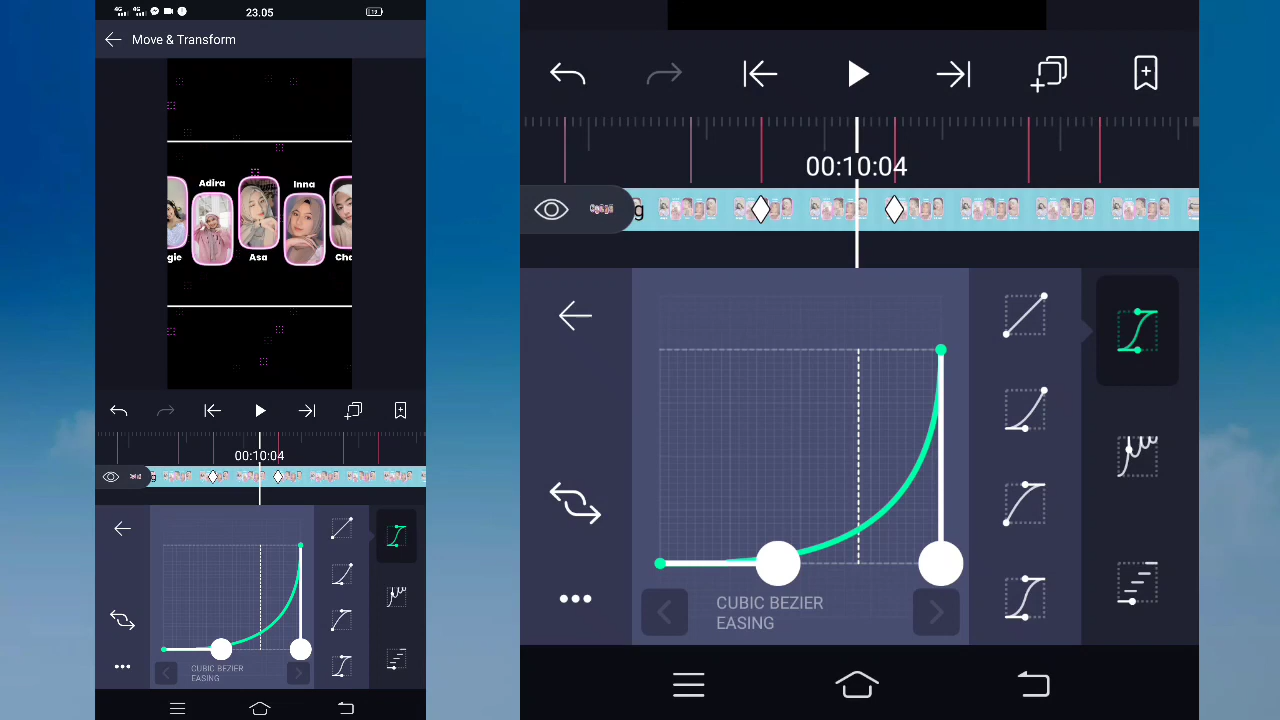 23.05
19
Move & Transform
Adira
Inna
gie
Asa
Cha
00:10:04
g
CUBIC BEZIER
EASING
00:10:04
g
CUBIC BEZIER
EASING